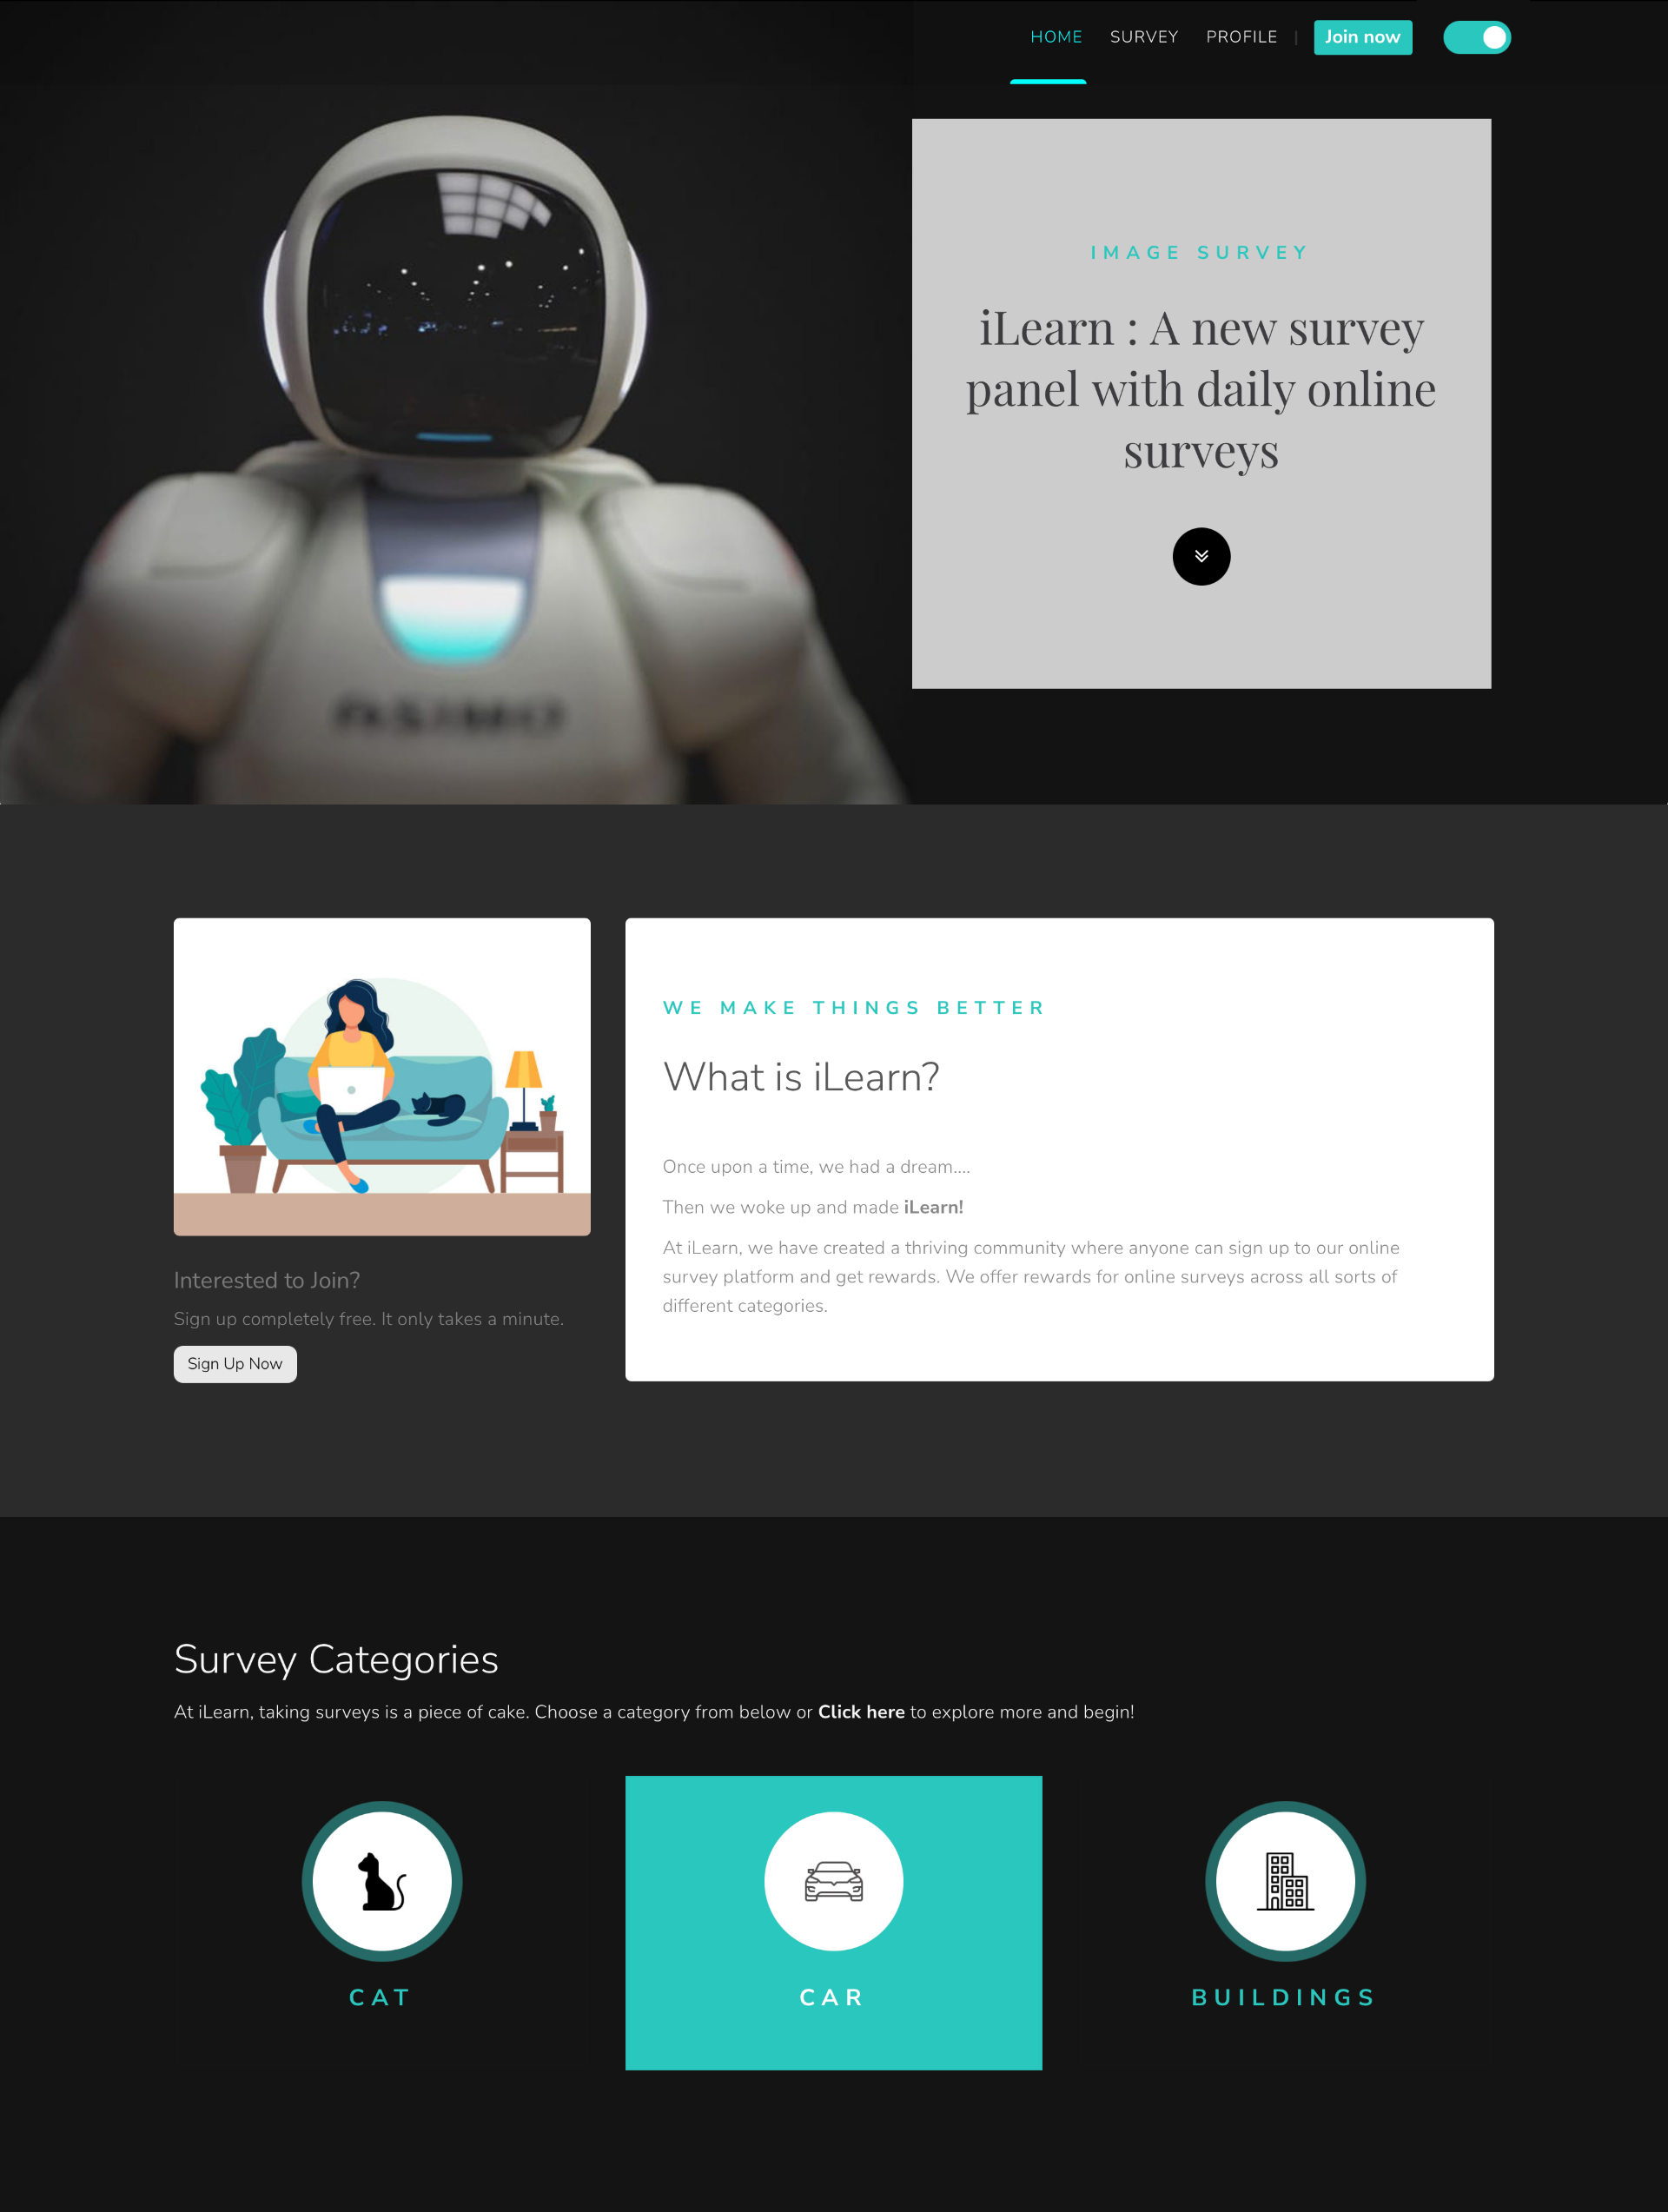 HOME SURVEY PROFILE | Join now
IMAGE SURVEY
iLearn : A new survey
panel with daily online
surveys
ASIMO
WE MAKE THINGS BETTER
What is iLearn?
Once upon a time, we had a dream....
Then we woke up and made iLearn!
At iLearn, we have created a thriving community where anyone can sign up to our online
survey platform and get rewards. We offer rewards for online surveys across all sorts of
different categories.
Interested to Join?
Sign up completely free. It only takes a minute.
Sign Up Now
Survey Categories
At iLearn, taking surveys is a piece of cake. Choose a category from below or Click here to explore more and begin!
CAT
CAR
BUILDINGS